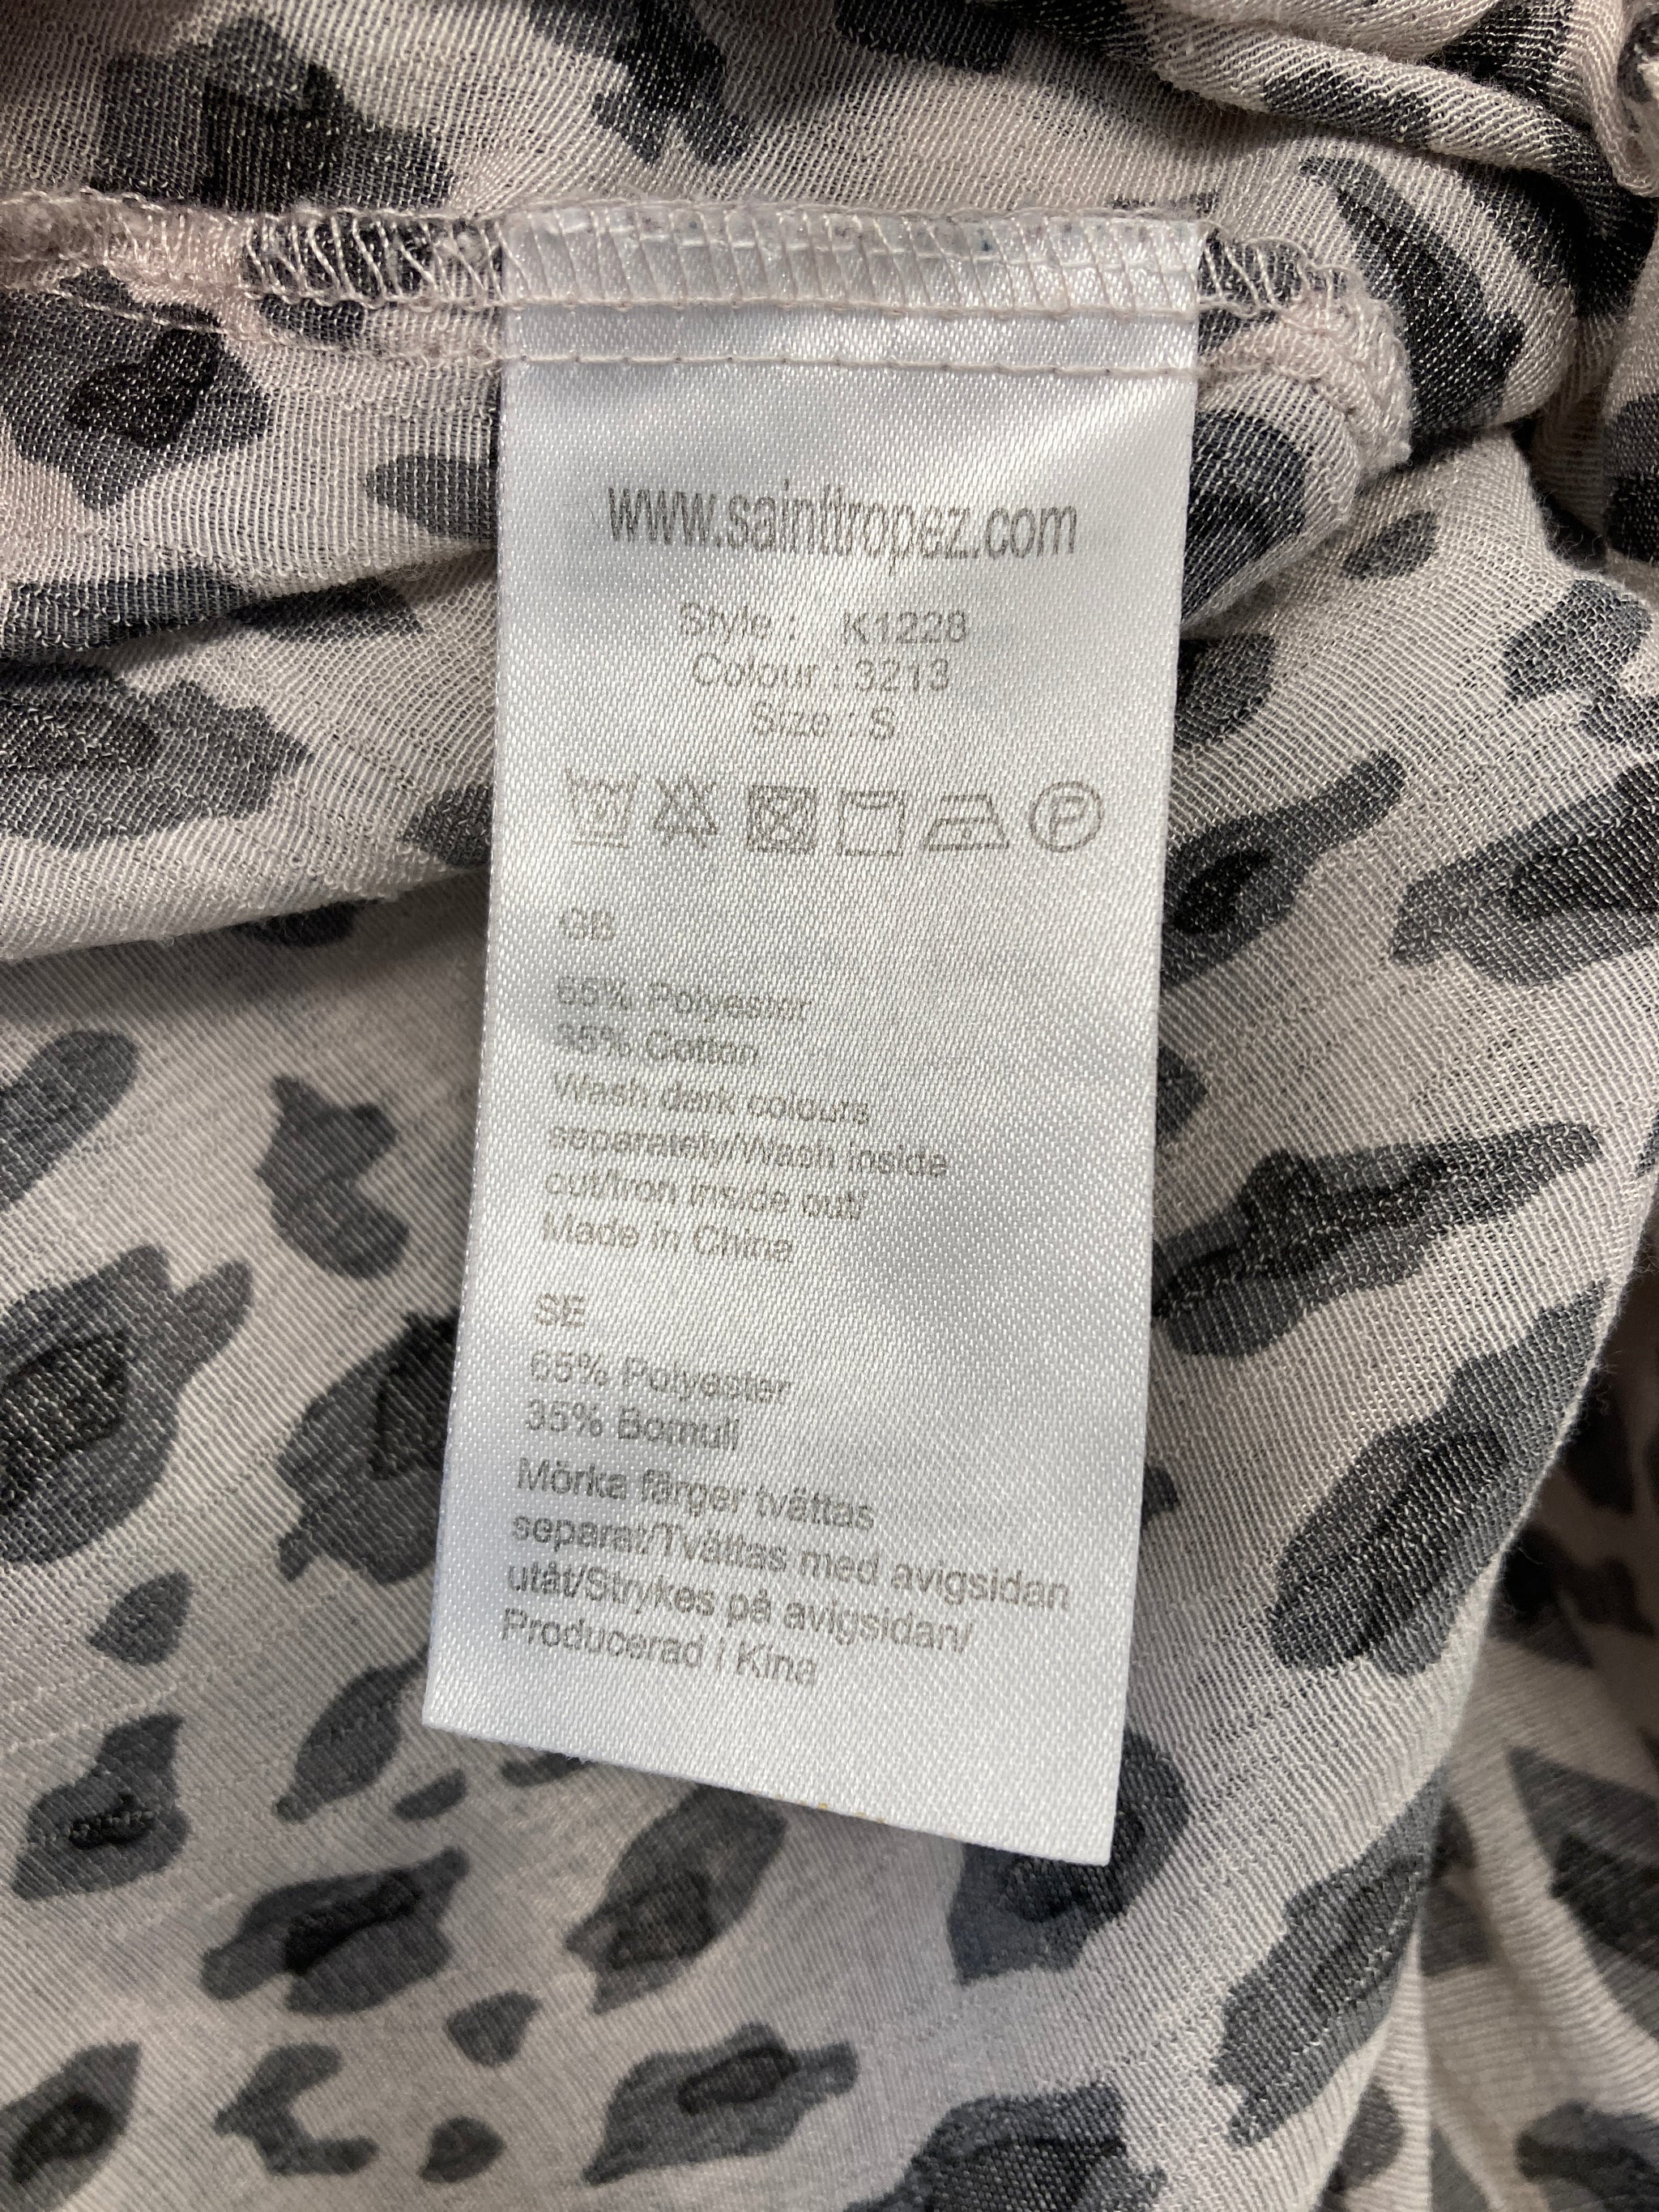 www.sainttropez.com
Style : K1228
Colour : 3213
Size : S
P
GB
65% Polyester
35% Cotton
Wash dark colours
separately/Wash inside
out/Iron inside out/
Made in China
SE
65% Polyester
35% Bomull
Mörka färger tvättas
separat/Tvättas med avigsidan
utåt/Strykes på avigsidan/
Producerad i Kina